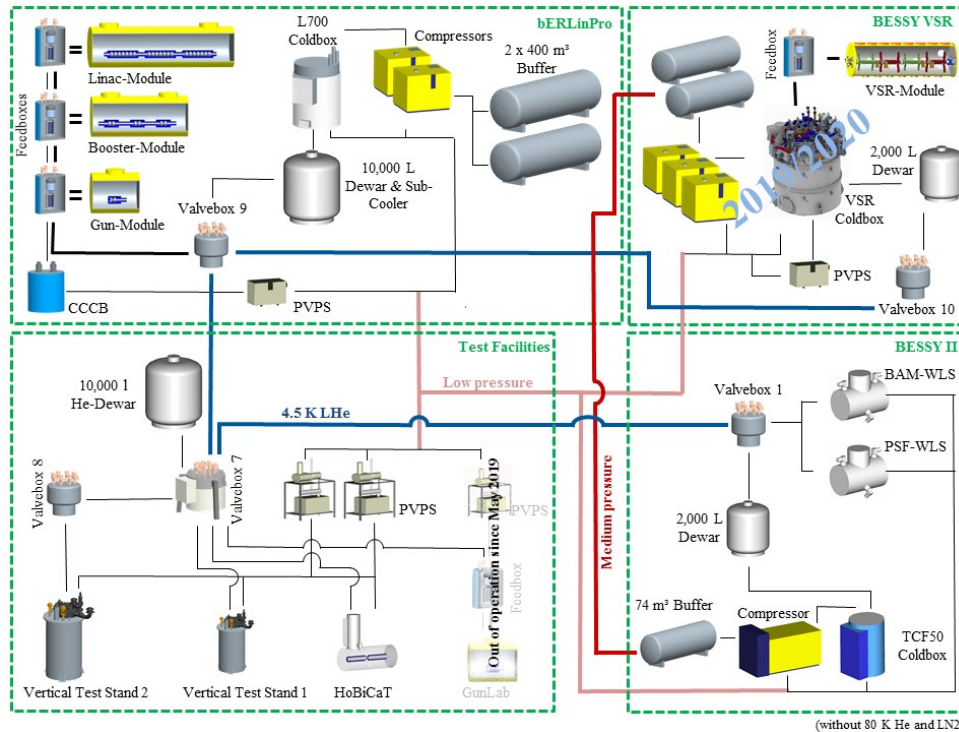 bERLinPro
L700
Coldbox
Compressors
2 x 400 m³
Buffer
Feedboxes
Linac-Module
Booster-Module
Gun-Module
Valvebox 9
10,000 L
Dewar & Sub-
Cooler
CCCB
PVPS
BESSY VSR
Feedbox
VSR-Module
2019/2020
2,000 L
Dewar
VSR
Coldbox
PVPS
Valvebox 10
Test Facilities
10,000 l
He-Dewar
Low pressure
4.5 K LHe
Valvebox 8
Valvebox 7
PVPS
PVPS
Out of operation since May 2019
Feedbox
Vertical Test Stand 2
Vertical Test Stand 1
HoBiCaT
GunLab
Medium pressure
BESSY II
Valvebox 1
BAM-WLS
PSF-WLS
2,000 L
Dewar
74 m³ Buffer
Compressor
TCF50
Coldbox
(without 80 K He and LN2